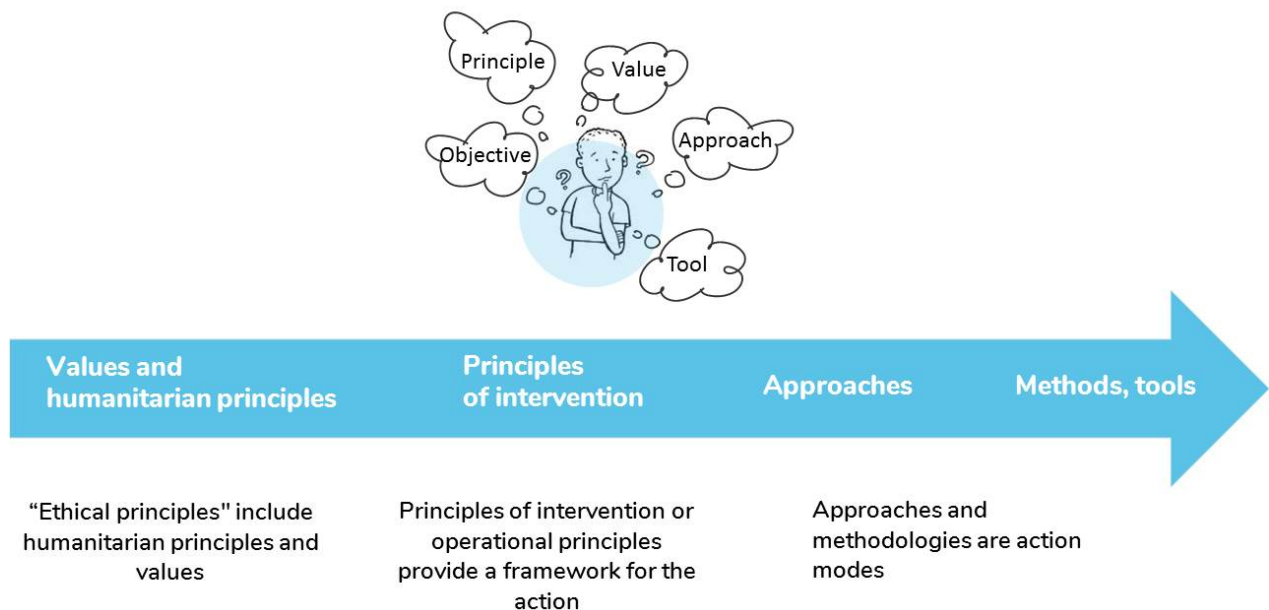 Principle
Value
Objective
Approach
? ?
Tool
Values and
humanitarian principles
Principles
of intervention
Approaches
Methods, tools
“Ethical principles" include
humanitarian principles and
values
Principles of intervention or
operational principles
provide a framework for the
action
Approaches and
methodologies are action
modes